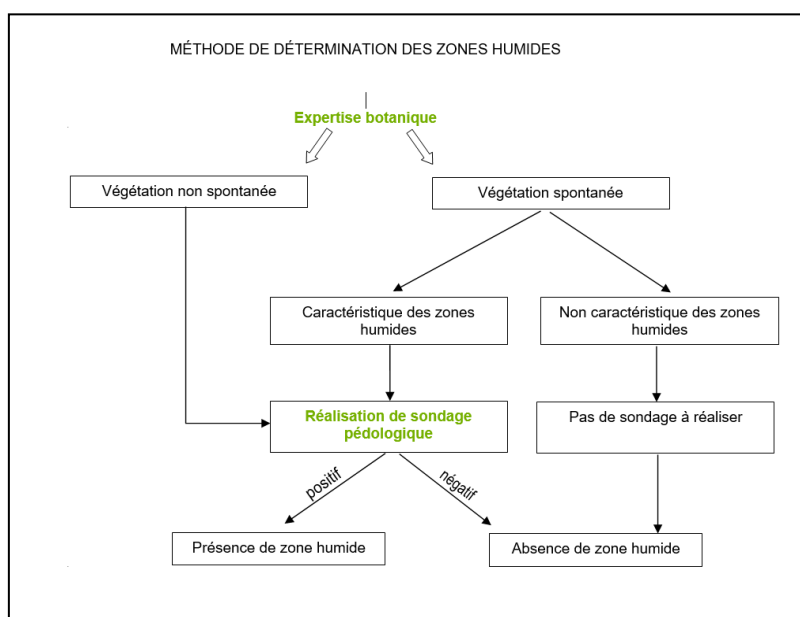 MÉTHODE DE DÉTERMINATION DES ZONES HUMIDES
Expertise botanique
Végétation non spontanée
Végétation spontanée
Caractéristique des zones
humides
Non caractéristique des zones
humides
Réalisation de sondage
pédologique
Pas de sondage à réaliser
positif
négatif
Présence de zone humide
Absence de zone humide